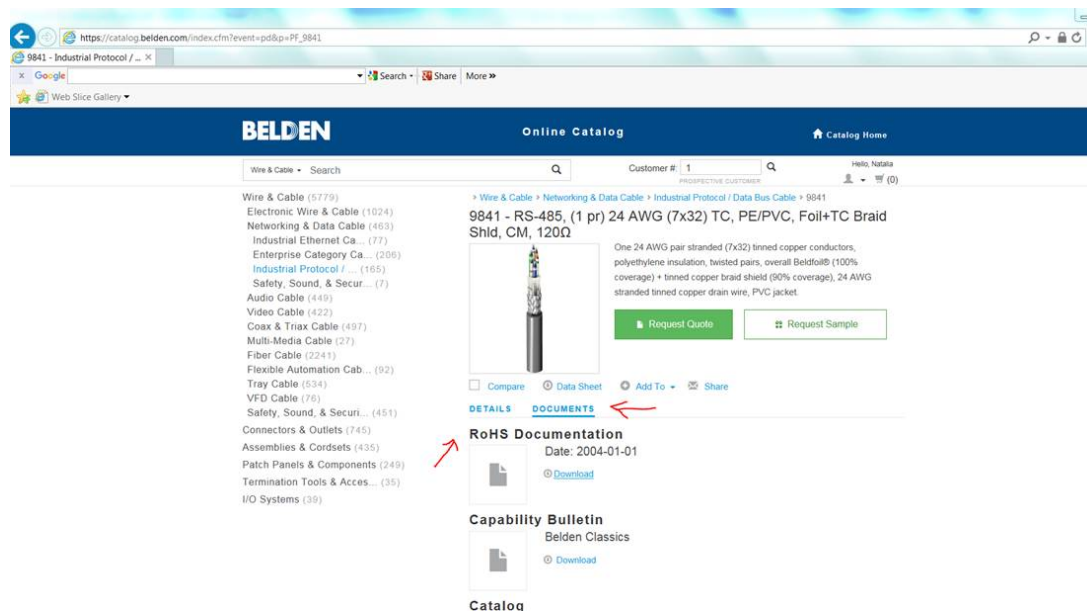 https://catalog.belden.com/index.cfm?event=pd&p=PF_9841
9841 - Industrial Protocol / ... ×
x Google Search Share More »
Web Slice Gallery
BELDEN
Online Catalog
Catalog Home
Wire & Cable Search
Customer #: 1
PROSPECTIVE CUSTOMER
Hello, Natalia
(0)
Wire & Cable (5779)
Electronic Wire & Cable (1024)
Networking & Data Cable (463)
Industrial Ethernet Ca... (77)
Enterprise Category Ca... (206)
Industrial Protocol / ... (165)
Safety, Sound, & Secur... (7)
Audio Cable (449)
Video Cable (422)
Coax & Triax Cable (497)
Multi-Media Cable (27)
Fiber Cable (2241)
Flexible Automation Cab... (92)
Tray Cable (534)
VFD Cable (76)
Safety, Sound, & Securi... (451)
Connectors & Outlets (745)
Assemblies & Cordsets (435)
Patch Panels & Components (249)
Termination Tools & Acces... (35)
I/O Systems (39)
› Wire & Cable › Networking & Data Cable › Industrial Protocol / Data Bus Cable › 9841
9841 - RS-485, (1 pr) 24 AWG (7x32) TC, PE/PVC, Foil+TC Braid
Shld, CM, 120Ω
One 24 AWG pair stranded (7x32) tinned copper conductors,
polyethylene insulation, twisted pairs, overall Beldfoil® (100%
coverage) + tinned copper braid shield (90% coverage), 24 AWG
stranded tinned copper drain wire, PVC jacket.
Request Quote
Request Sample
Compare Data Sheet Add To Share
DETAILS DOCUMENTS
RoHS Documentation
Date: 2004-01-01
Download
Capability Bulletin
Belden Classics
Download
Catalog